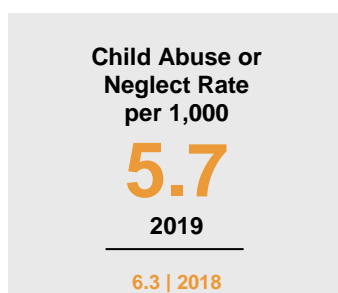 Child Abuse or
Neglect Rate
per 1,000
5.7
2019
6.3 | 2018